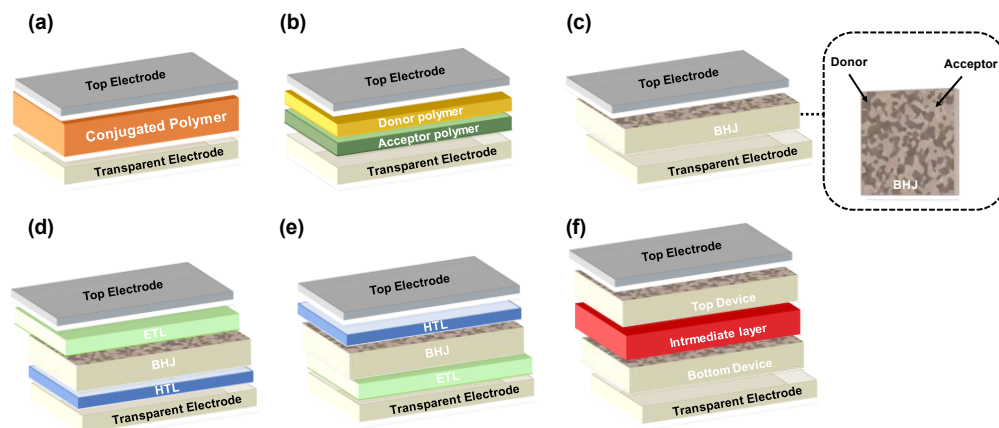 (a)
Top Electrode
Conjugated Polymer
Transparent Electrode
(b)
Top Electrode
Donor polymer
Acceptor polymer
Transparent Electrode
(c)
Top Electrode
BHJ
Transparent Electrode
Donor
Acceptor
BHJ
(d)
Top Electrode
ETL
BHJ
HTL
Transparent Electrode
(e)
Top Electrode
HTL
BHJ
ETL
Transparent Electrode
(f)
Top Electrode
Top Device
Intrmediate layer
Bottom Device
Transparent Electrode